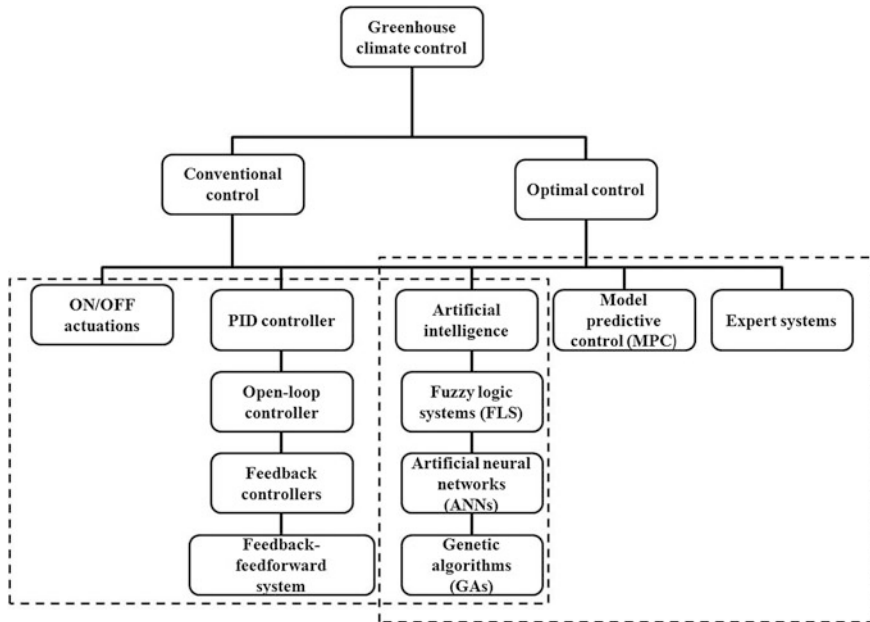 Greenhouse
climate control
Conventional
control
Optimal control
ON/OFF
actuations
PID controller
Artificial
intelligence
Model
predictive
control (MPC)
Expert systems
Open-loop
controller
Fuzzy logic
systems (FLS)
Feedback
controllers
Artificial neural
networks
(ANNs)
Feedback-
feedforward
system
Genetic
algorithms
(GAs)